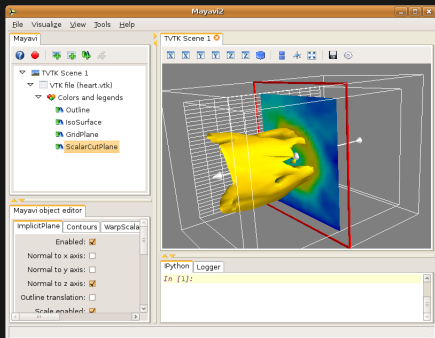 Mayavi2
File Visualize View Tools Help
Mayavi
TVTK Scene 1
TVTK Scene 1
VTK file (heart.vtk)
Colors and legends
Outline
IsoSurface
GridPlane
ScalarCutPlane
Mayavi object editor
ImplicitPlane Contours WarpScala
Enabled:
Normal to x axis:
Normal to y axis:
Normal to z axis:
Outline translation:
Scale enabled:
IPython Logger
In [1]: